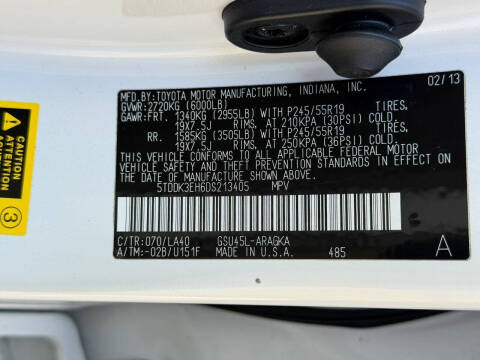 MFD.BY:TOYOTA MOTOR MANUFACTURING, INDIANA, INC. 02/13
GVWR:2720KG (6000LB)
GAWR:FRT. 1340KG (2955LB) WITH P245/55R19 TIRES,
19X7.5J RIMS, AT 210KPA (30PSI) COLD.
RR. 1585KG (3505LB) WITH P245/55R19 TIRES,
19X7.5J RIMS, AT 250KPA (36PSI) COLD.
THIS VEHICLE CONFORMS TO ALL APPLICABLE FEDERAL MOTOR
VEHICLE SAFETY STANDARDS IN EFFECT ON THE DATE OF
MANUFACTURE SHOWN ABOVE.
5TDDK3EH6DS213405 MPV
C/TR:070/LA40 GSU45L-ARAGKA
A/TM:-02B/U151F MADE IN U.S.A. 485 A
CAUTION
ATTENTION
3